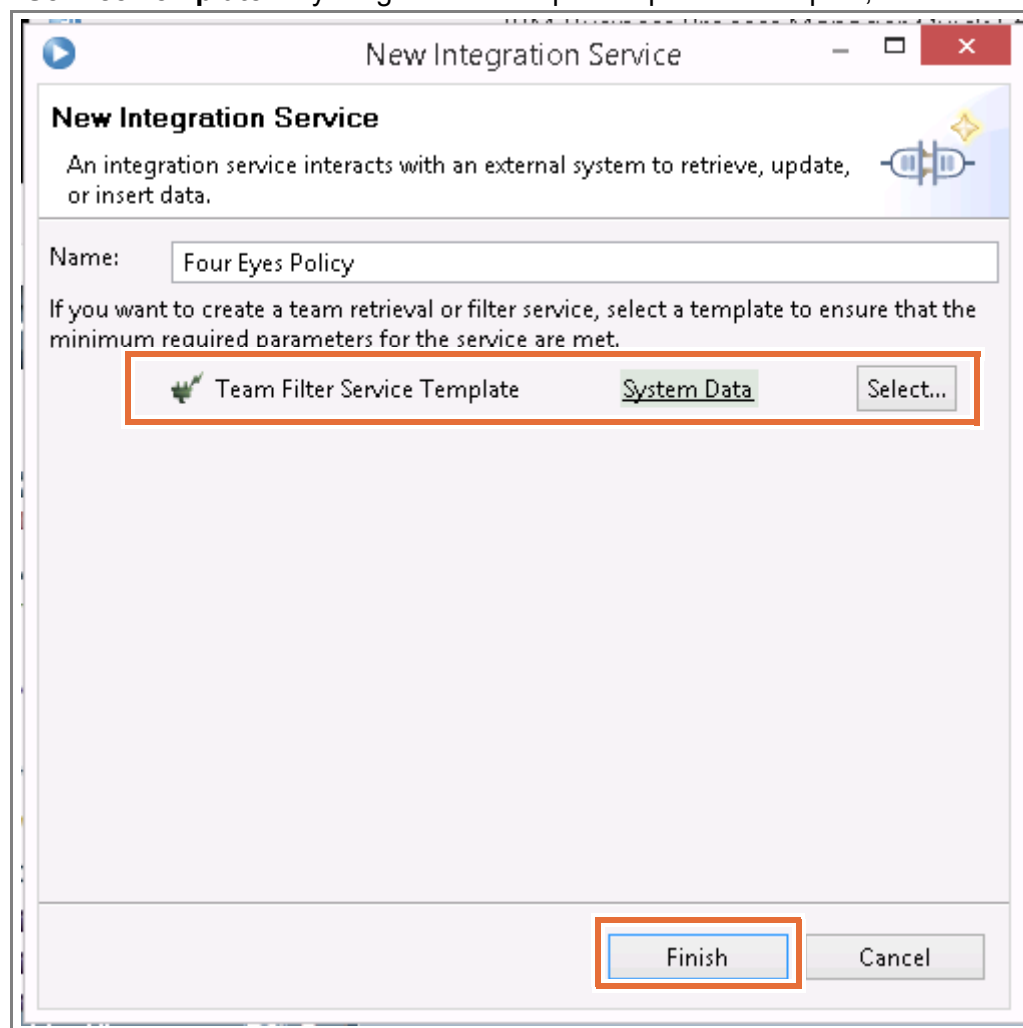 New Integration Service
New Integration Service
An integration service interacts with an external system to retrieve, update,
or insert data.
Name: Four Eyes Policy
If you want to create a team retrieval or filter service, select a template to ensure that the
minimum required parameters for the service are met.
Team Filter Service Template System Data Select...
Finish Cancel